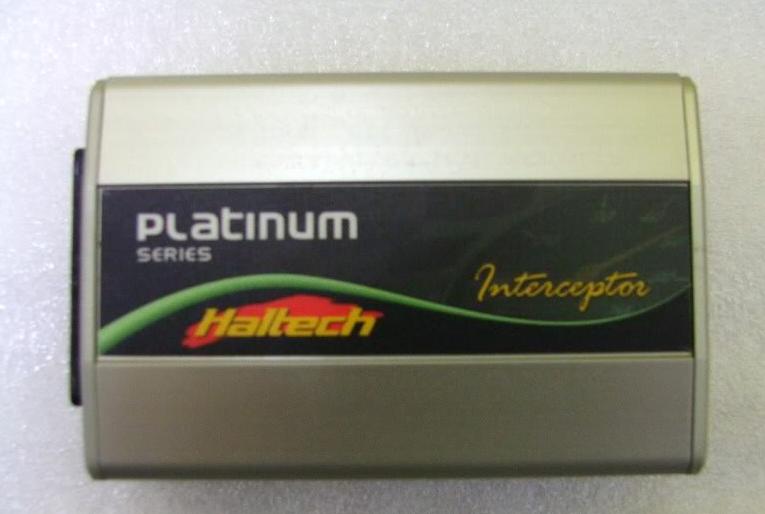 PLatinum
SERIES
Interceptor
Haltech